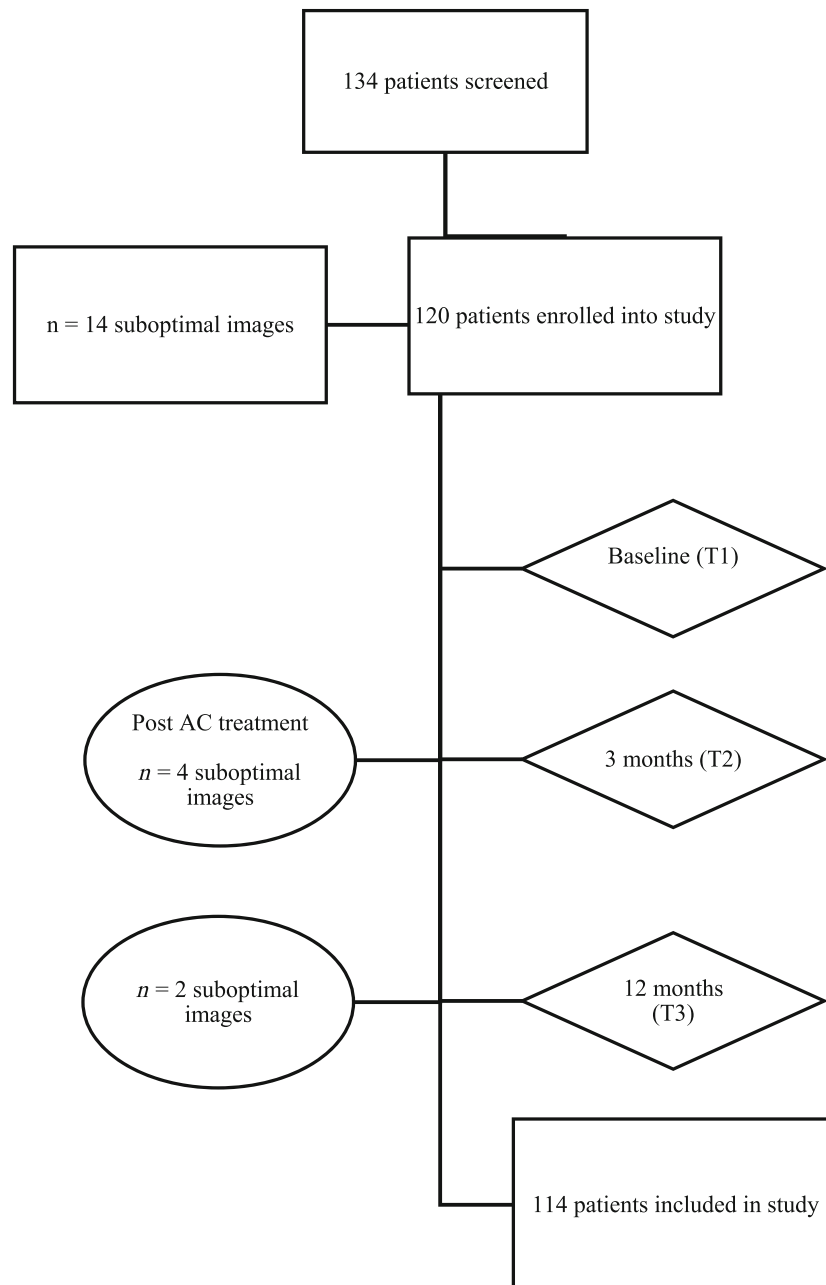 134 patients screened
n = 14 suboptimal images
120 patients enrolled into study
Baseline (T1)
Post AC treatment
n = 4 suboptimal
images
3 months (T2)
n = 2 suboptimal
images
12 months
(T3)
114 patients included in study